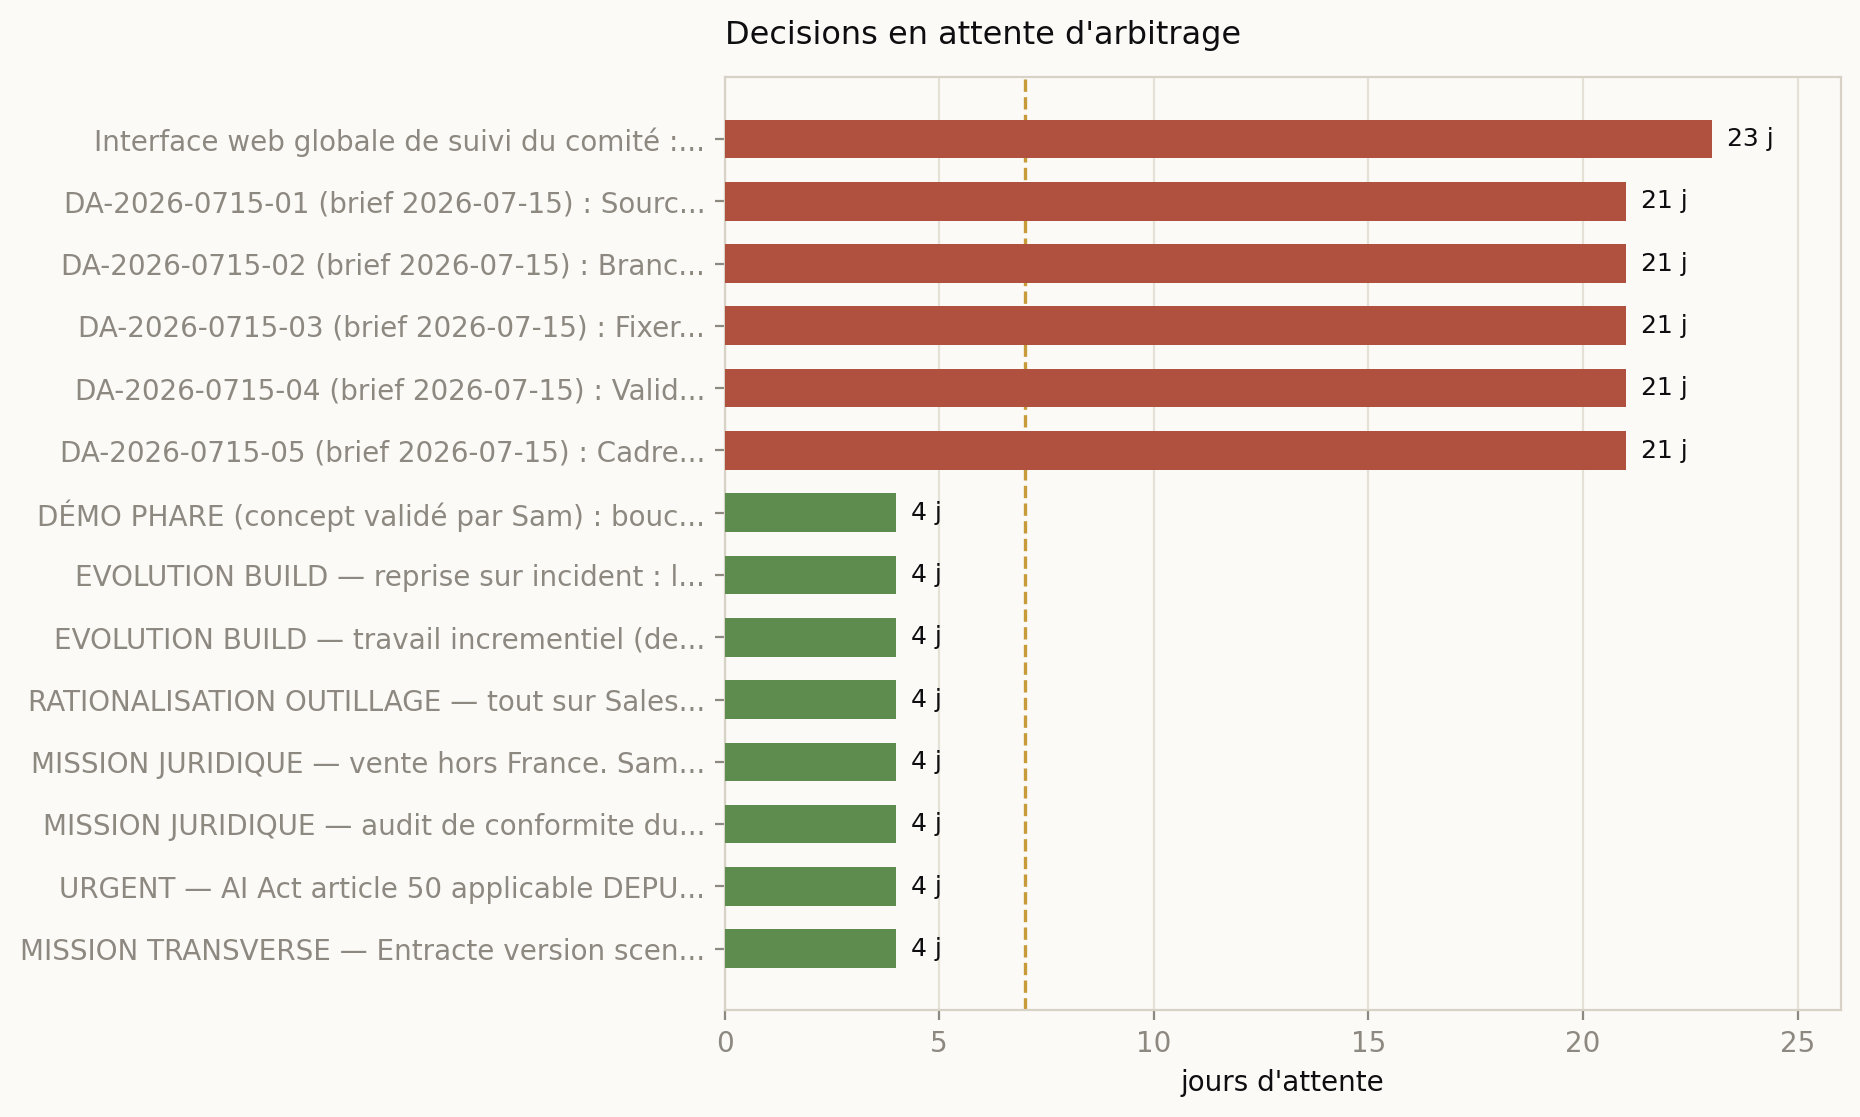 Decisions en attente d'arbitrage
Interface web globale de suivi du comité :... 23 j
DA-2026-0715-01 (brief 2026-07-15) : Sourc... 21 j
DA-2026-0715-02 (brief 2026-07-15) : Branc... 21 j
DA-2026-0715-03 (brief 2026-07-15) : Fixer... 21 j
DA-2026-0715-04 (brief 2026-07-15) : Valid... 21 j
DA-2026-0715-05 (brief 2026-07-15) : Cadre... 21 j
DÉMO PHARE (concept validé par Sam) : bouc... 4 j
EVOLUTION BUILD — reprise sur incident : l... 4 j
EVOLUTION BUILD — travail incrementiel (de... 4 j
RATIONALISATION OUTILLAGE — tout sur Sales... 4 j
MISSION JURIDIQUE — vente hors France. Sam... 4 j
MISSION JURIDIQUE — audit de conformite du... 4 j
URGENT — AI Act article 50 applicable DEPU... 4 j
MISSION TRANSVERSE — Entracte version scen... 4 j
0 5 10 15 20 25
jours d'attente